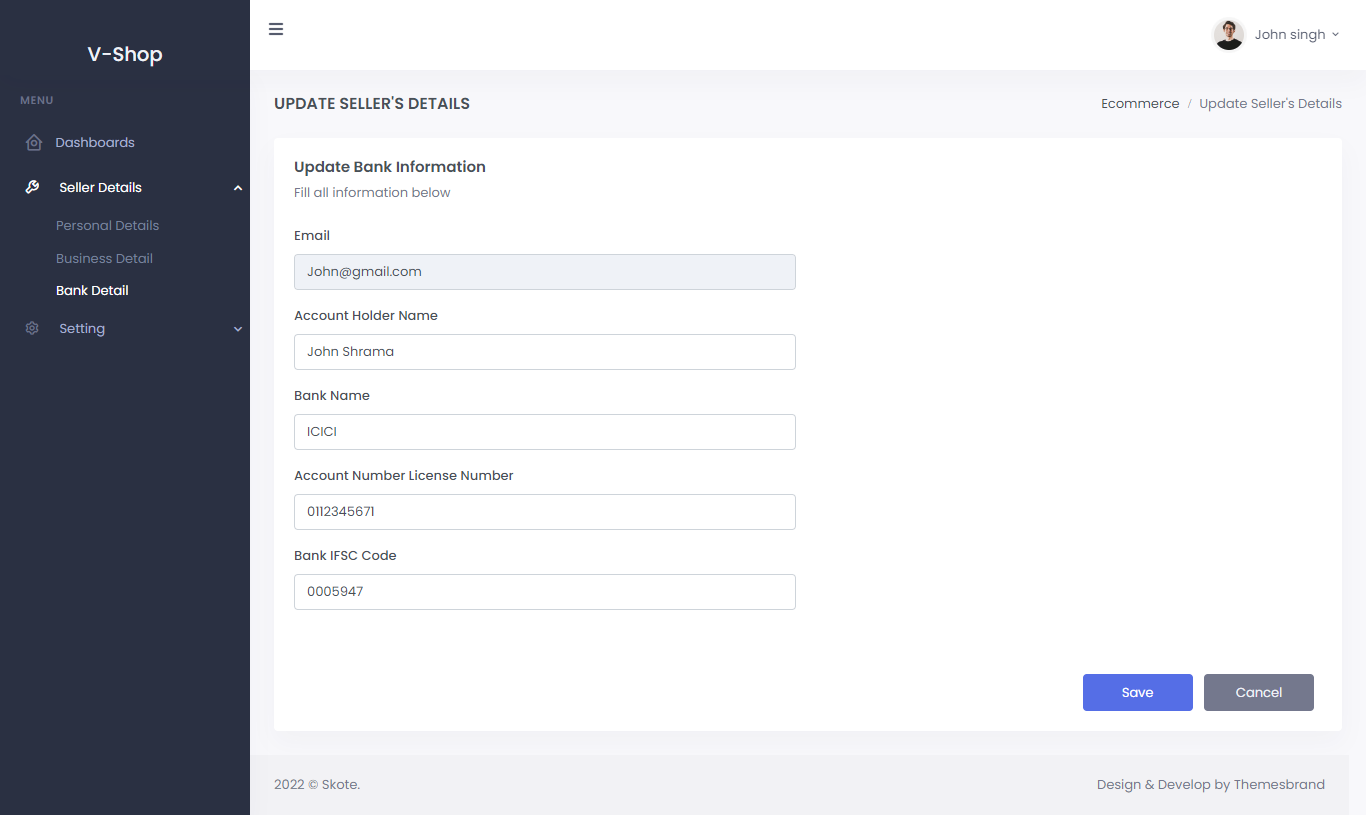 V-Shop
John singh
MENU
Dashboards
Seller Details
Personal Details
Business Detail
Bank Detail
Setting
UPDATE SELLER'S DETAILS
Ecommerce / Update Seller's Details
Update Bank Information
Fill all information below
Email
John@gmail.com
Account Holder Name
John Shrama
Bank Name
ICICI
Account Number License Number
0112345671
Bank IFSC Code
0005947
Save
Cancel
2022 © Skote.
Design & Develop by Themesbrand